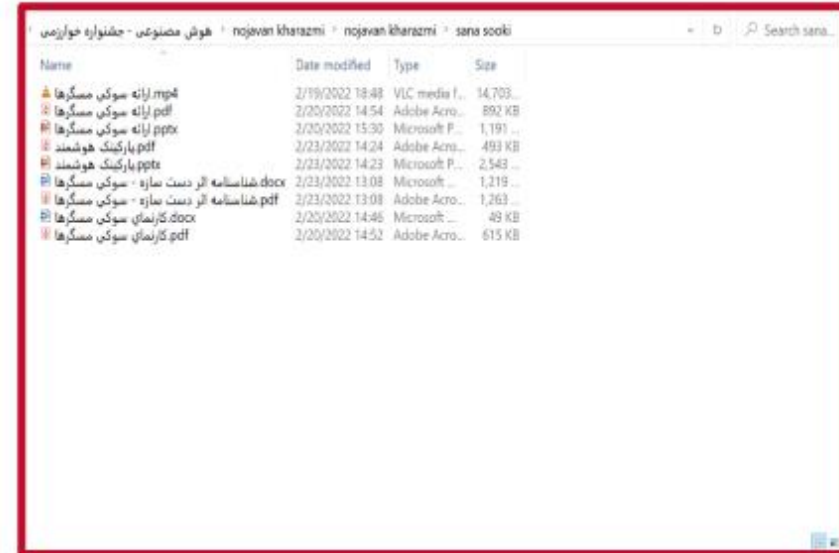 هوش مصنوعی - جشنواره خوارزمی > nojavan kharazmi > nojavan kharazmi > sana sooki
Search sana...
Name Date modified Type Size
ارائه سوکی مسگرها.mp4 2/19/2022 18:48 VLC media f... 14,703...
ارائه سوکی مسگرها.pdf 2/20/2022 14:54 Adobe Acro... 892 KB
ارائه سوکی مسگرها.pptx 2/20/2022 15:30 Microsoft P... 1,191 ...
پارکینک هوشمند.pdf 2/23/2022 14:24 Adobe Acro... 493 KB
پارکینک هوشمند.pptx 2/23/2022 14:23 Microsoft P... 2,543 ...
شناسنامه اثر دست سازه - سوکی مسگرها.docx 2/23/2022 13:08 Microsoft ... 1,219 ...
شناسنامه اثر دست سازه - سوکی مسگرها.pdf 2/23/2022 13:08 Adobe Acro... 1,263 ...
کارنمای سوکی مسگرها.docx 2/20/2022 14:46 Microsoft ... 49 KB
کارنمای سوکی مسگرها.pdf 2/20/2022 14:52 Adobe Acro... 615 KB